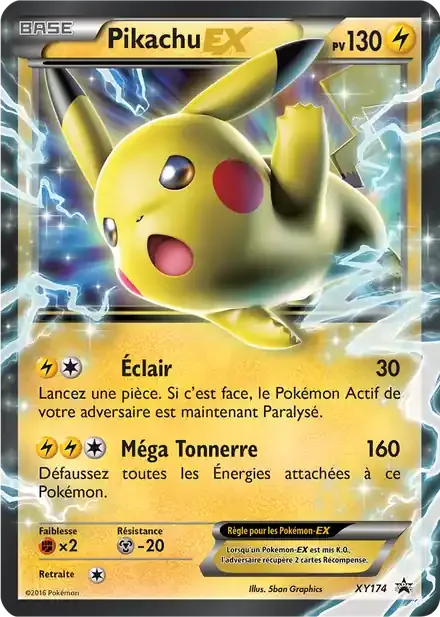 BASE Pikachu EX PV 130
Éclair 30
Lancez une pièce. Si c'est face, le Pokémon Actif de
votre adversaire est maintenant Paralysé.
Méga Tonnerre 160
Défaussez toutes les Énergies attachées à ce
Pokémon.
Faiblesse Résistance
×2 -20
Retraite
Règle pour les Pokémon-EX
Lorsqu'un Pokémon-EX est mis K.O.,
l'adversaire récupère 2 cartes Récompense.
©2016 Pokémon Illus. 5ban Graphics XY174